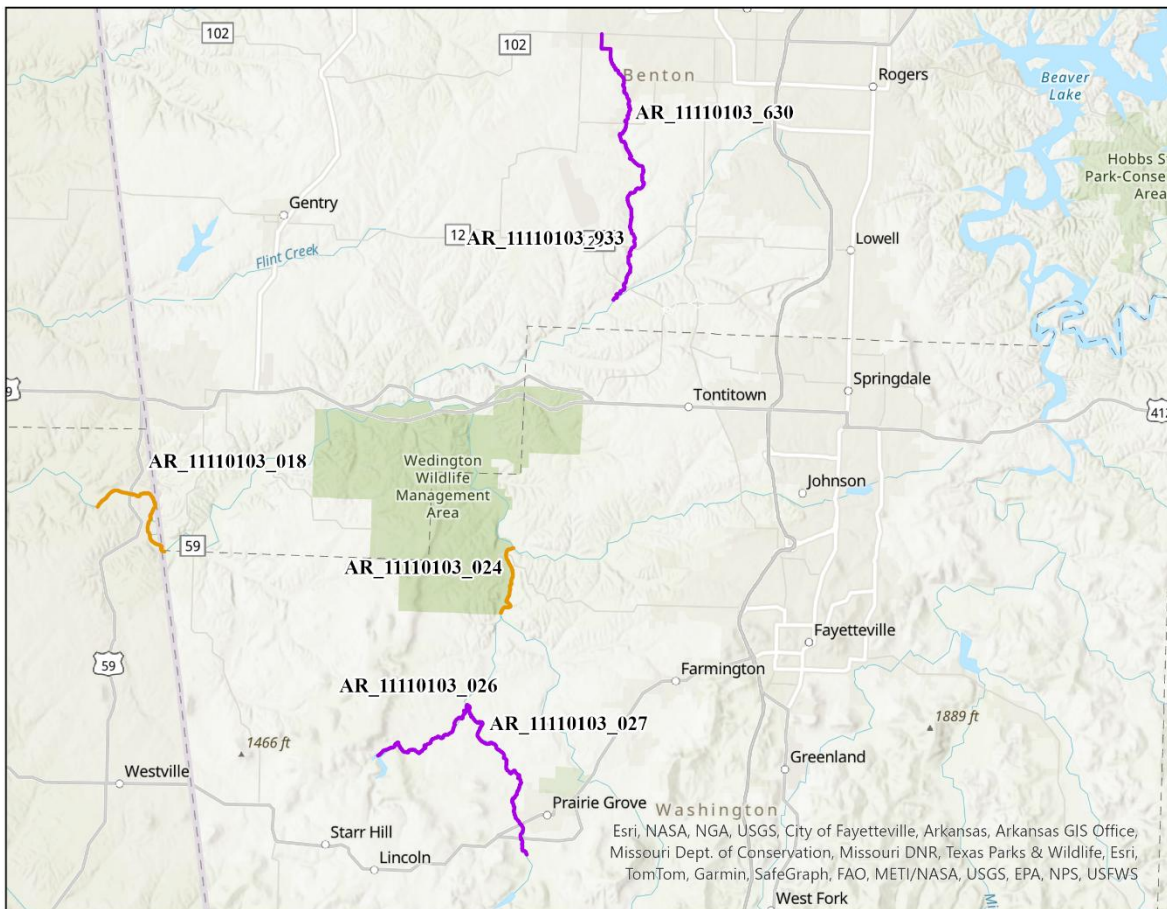 102
102
Benton
Rogers
Beaver
Lake
AR_11110103_630
Hobbs S
Park-Conse
Area
Gentry
12
AR_11110103_933
Lowell
Flint Creek
Springdale
9
Tontitown
412
Wedington
Wildlife
Management
Area
AR_11110103_018
Johnson
59
AR_11110103_024
Fayetteville
59
Farmington
AR_11110103_026
AR_11110103_027
1889 ft
1466 ft
Greenland
Westville
Prairie Grove
Washington
Starr Hill
Lincoln
Esri, NASA, NGA, USGS, City of Fayetteville, Arkansas, Arkansas GIS Office,
Missouri Dept. of Conservation, Missouri DNR, Texas Parks & Wildlife, Esri,
TomTom, Garmin, SafeGraph, FAO, METI/NASA, USGS, EPA, NPS, USFWS
West Fork